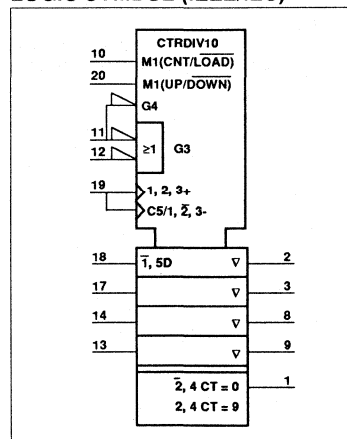 LOGIC SYMBOL (IEEE/IEC)
CTRDIV10
10 M1(CNT/L̅O̅A̅D̅)
20 M1(UP/D̅O̅W̅N̅)
G4
11
≥1 G3
12
19 1, 2, 3+
C5/1, 2̅, 3-
18 1̅, 5D ▽ 2
17 ▽ 3
14 ▽ 8
13 ▽ 9
2̅, 4 CT = 0 1
2, 4 CT = 9